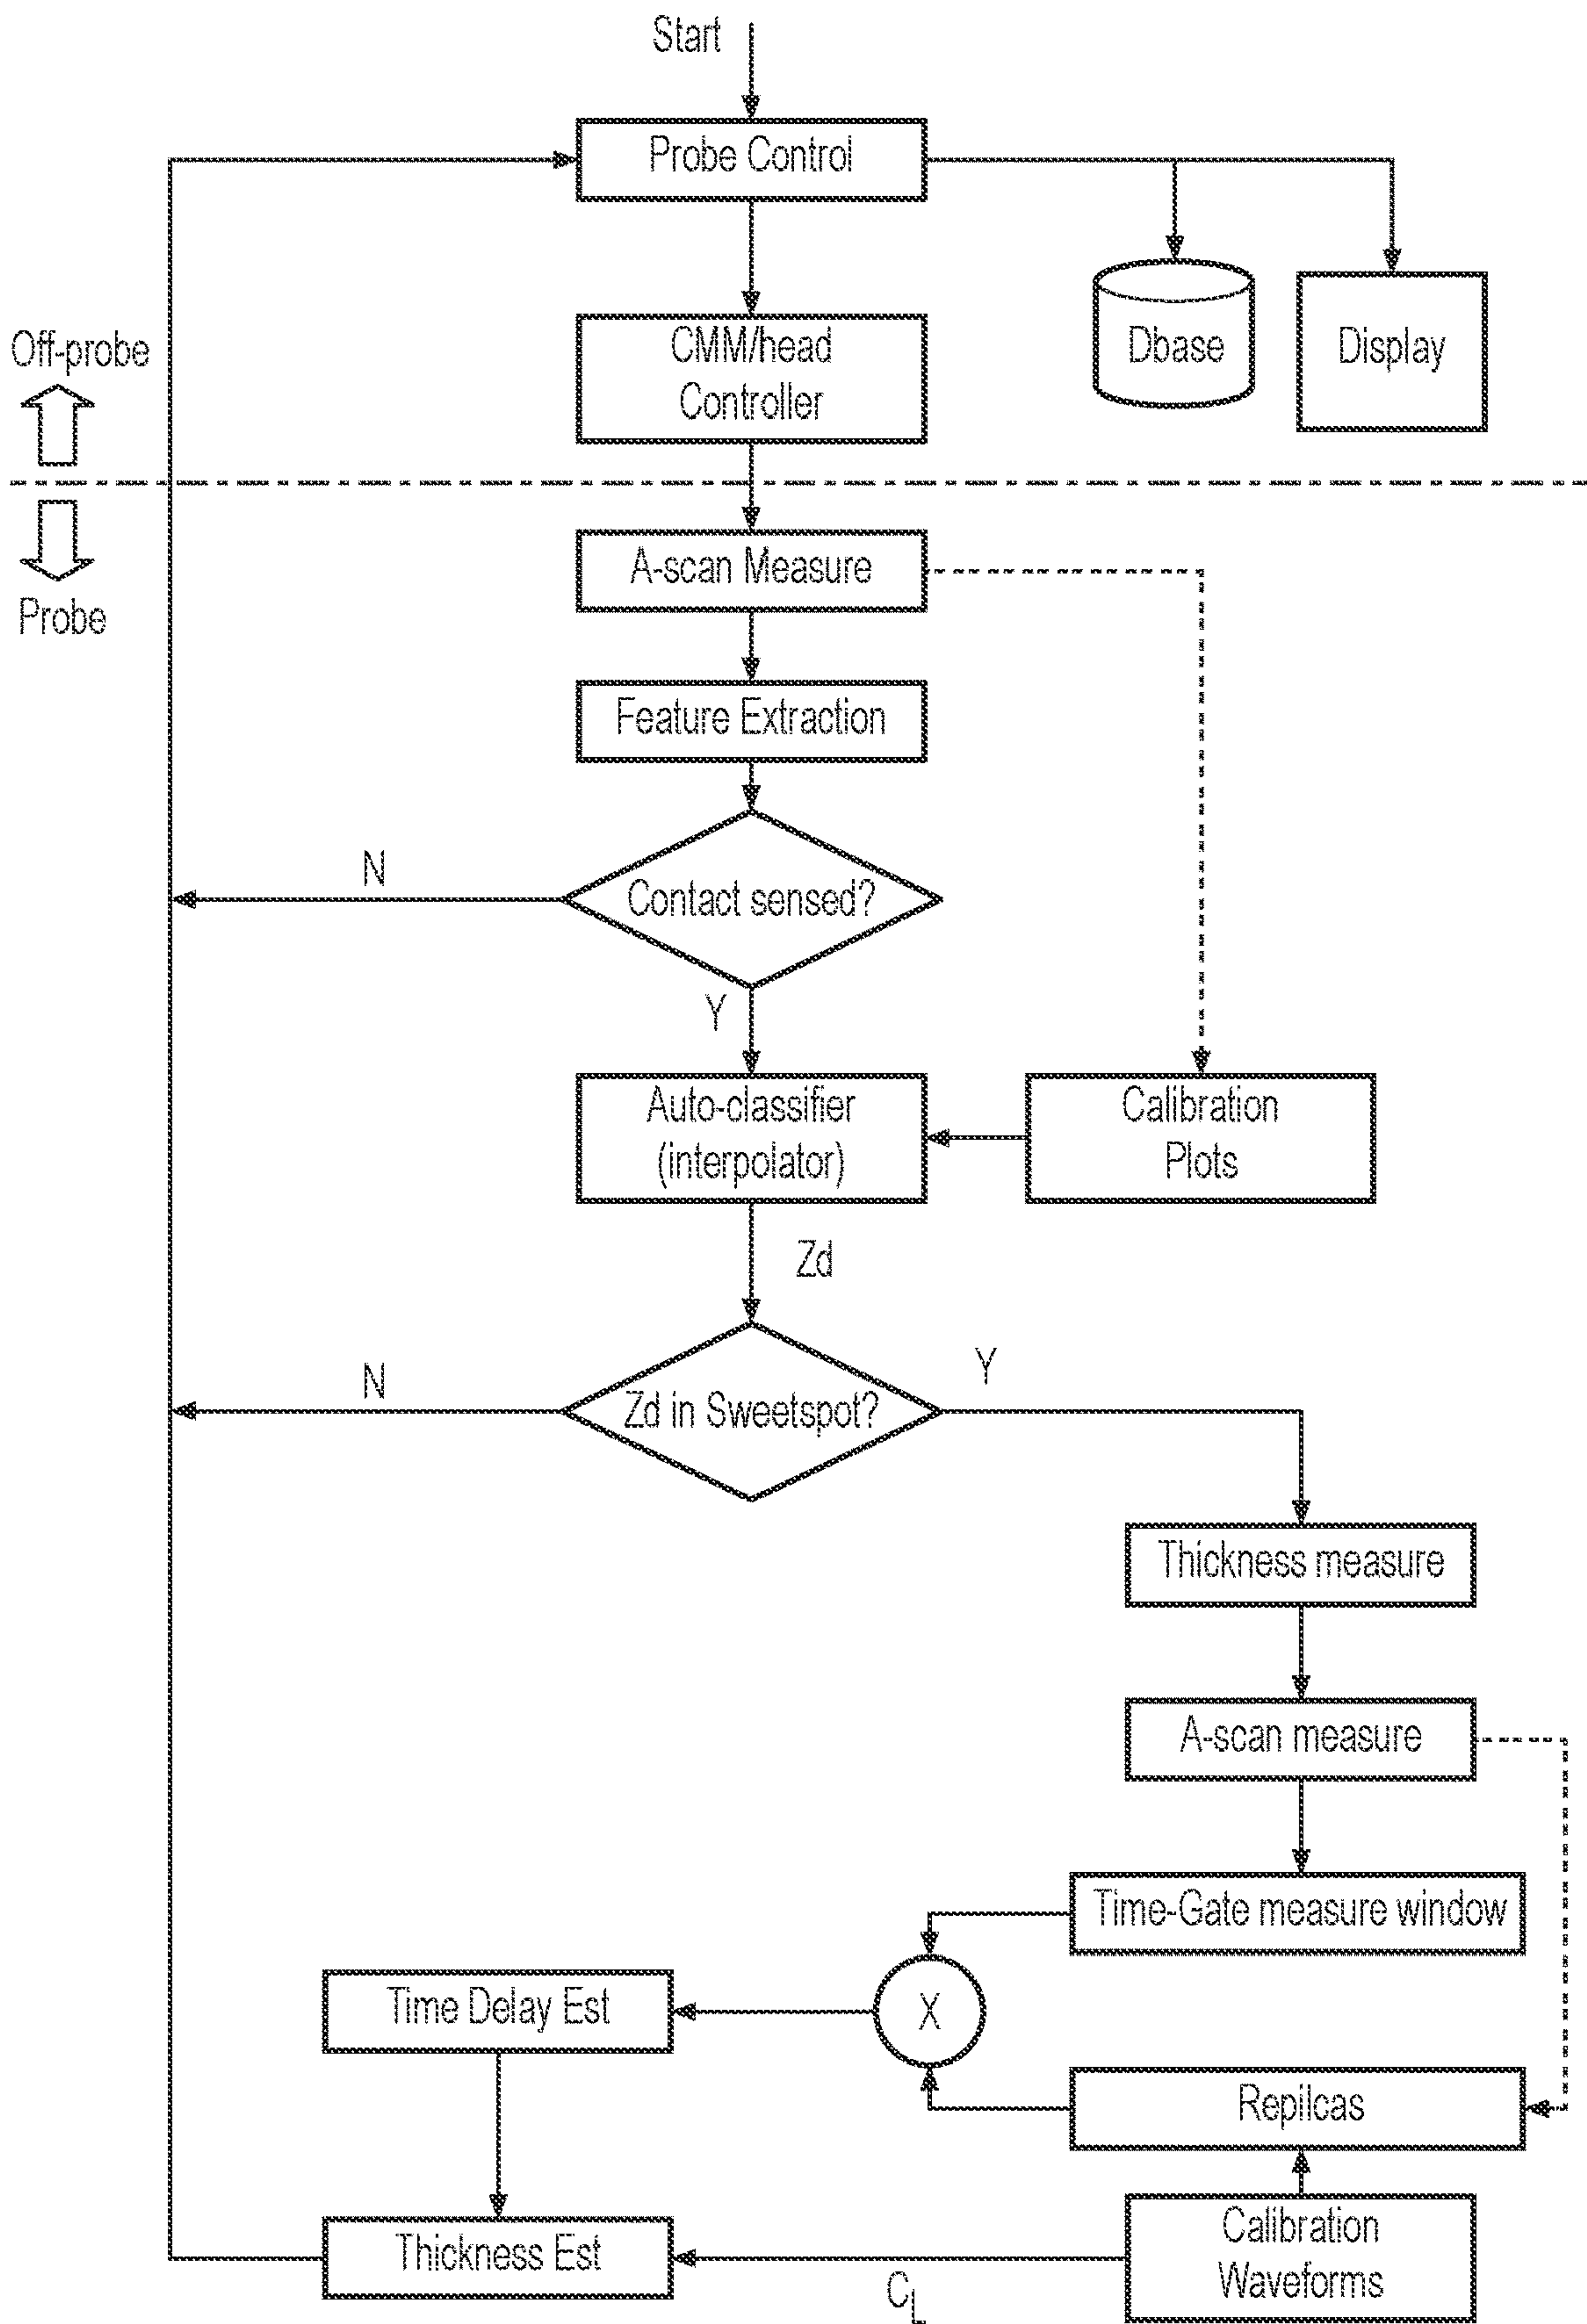 Start
Probe Control
CMM/head
Controller
Dbase
Display
Off-probe
Probe
A-scan Measure
Feature Extraction
Contact sensed?
N
Y
Auto-classifier
(interpolator)
Calibration
Plots
Zd
Zd in Sweetspot?
N
Y
Thickness measure
A-scan measure
Time-Gate measure window
X
Time Delay Est
Repilcas
Thickness Est
Calibration
Waveforms
CL